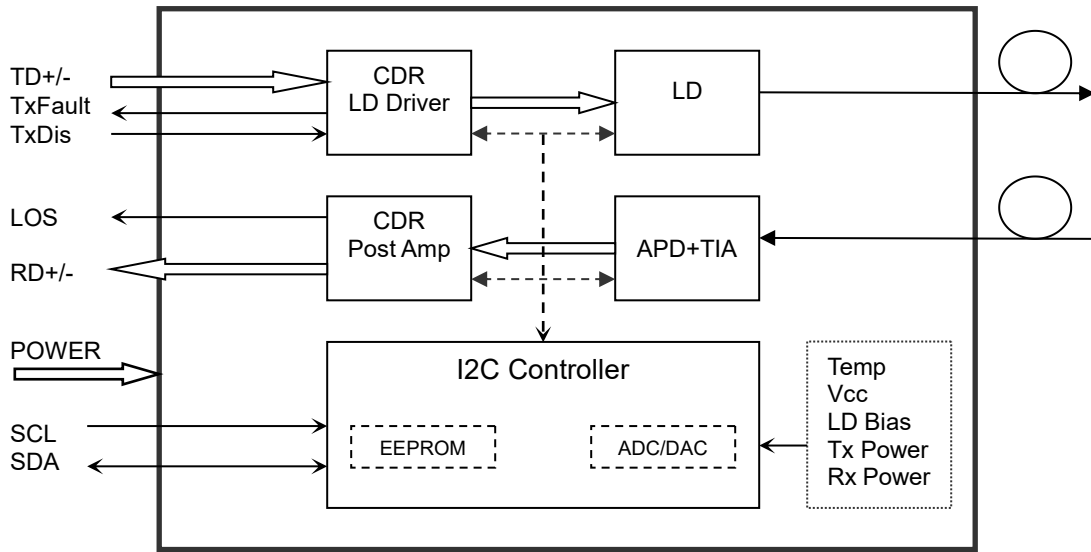 TD+/-
TxFault
TxDis
CDR
LD Driver
LD
LOS
RD+/-
CDR
Post Amp
APD+TIA
POWER
I2C Controller
SCL
SDA
EEPROM
ADC/DAC
Temp
Vcc
LD Bias
Tx Power
Rx Power